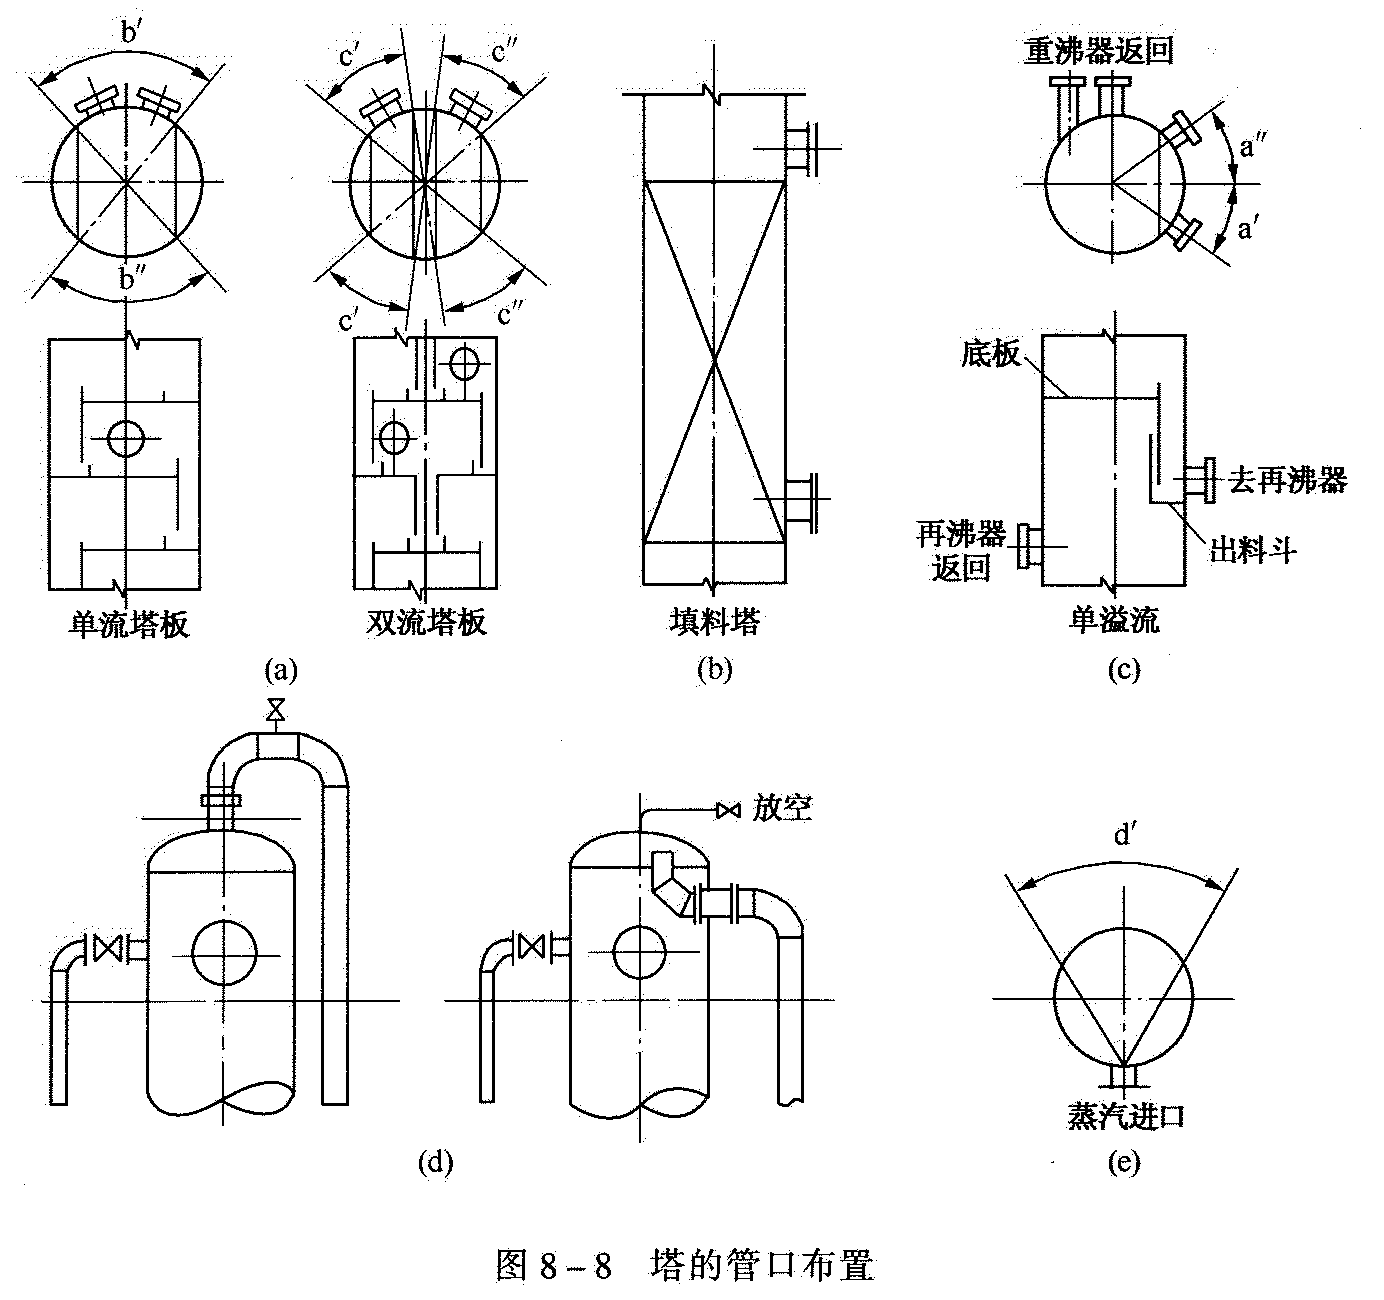 b′
c′
c″
b″
c′
c″
单流塔板
双流塔板
(a)
填料塔
(b)
重沸器返回
a″
a′
底板
去再沸器
再沸器
返回
出料斗
单溢流
(c)
放空
(d)
d′
蒸汽进口
(e)
图 8－8 塔的管口布置